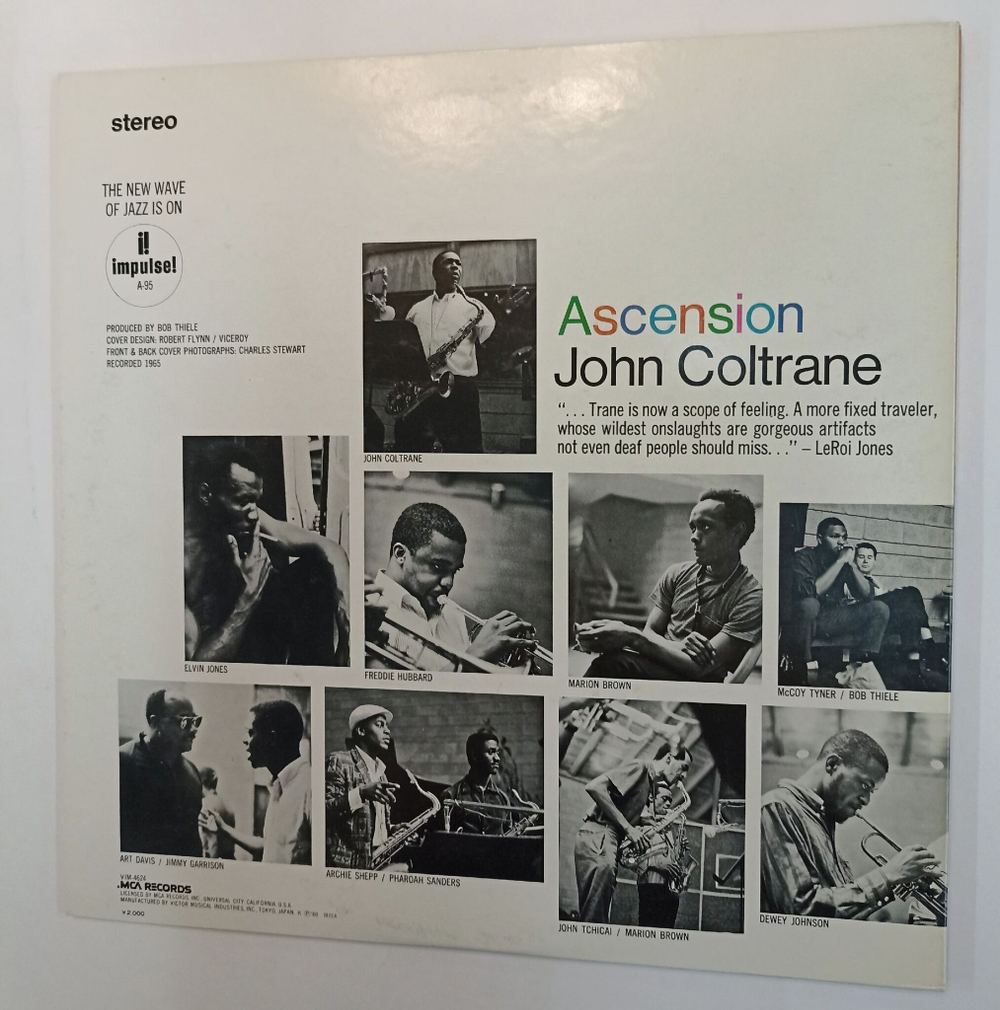 stereo
THE NEW WAVE
OF JAZZ IS ON
i!
impulse!
A-95
PRODUCED BY BOB THIELE
COVER DESIGN: ROBERT FLYNN / VICEROY
FRONT & BACK COVER PHOTOGRAPHS: CHARLES STEWART
RECORDED 1965
Ascension
John Coltrane
“. . . Trane is now a scope of feeling. A more fixed traveler,
whose wildest onslaughts are gorgeous artifacts
not even deaf people should miss. . .” – LeRoi Jones
JOHN COLTRANE
ELVIN JONES
FREDDIE HUBBARD
MARION BROWN
McCOY TYNER / BOB THIELE
ART DAVIS / JIMMY GARRISON
ARCHIE SHEPP / PHAROAH SANDERS
JOHN TCHICAI / MARION BROWN
DEWEY JOHNSON
VIM-4624
MCA RECORDS
LICENSED BY MCA RECORDS, INC. UNIVERSAL CITY, CALIFORNIA, U.S.A.
MANUFACTURED BY VICTOR MUSICAL INDUSTRIES, INC., TOKYO, JAPAN.
¥2,000